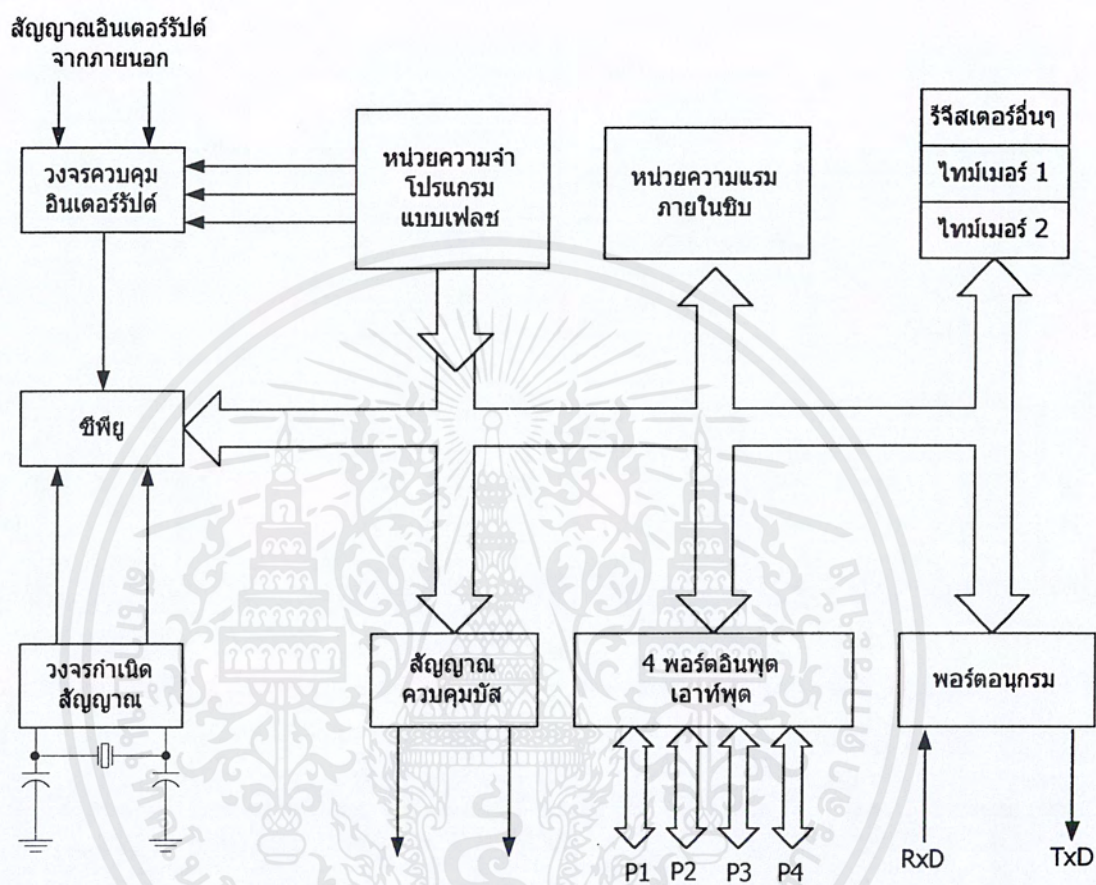 สัญญาณอินเตอร์รัปต์
จากภายนอก
วงจรควบคุม
อินเตอร์รัปต์
หน่วยความจำ
โปรแกรม
แบบเฟลช
หน่วยความแรม
ภายในชิบ
รีจีสเตอร์อื่นๆ
ไทม์เมอร์ 1
ไทม์เมอร์ 2
ซีพียู
วงจรกำเนิด
สัญญาณ
สัญญาณ
ควบคุมบัส
4 พอร์ตอินพุต
เอาท์พุต
พอร์ตอนุกรม
P1 P2 P3 P4
RxD
TxD